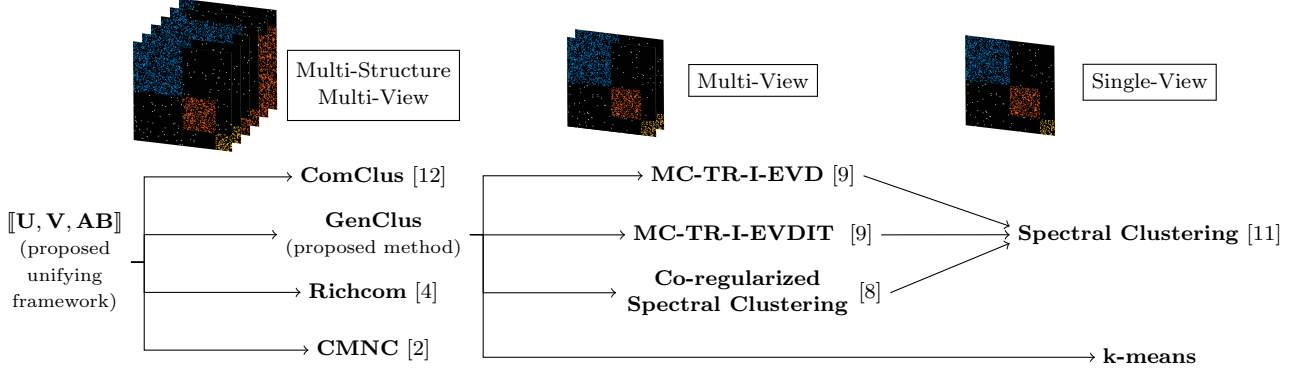 Multi-Structure
Multi-View
Multi-View
Single-View
⟦U, V, AB⟧
(proposed
unifying
framework)
ComClus [12]
GenClus
(proposed method)
Richcom [4]
CMNC [2]
MC-TR-I-EVD [9]
MC-TR-I-EVDIT [9]
Co-regularized
Spectral Clustering [8]
k-means
Spectral Clustering [11]